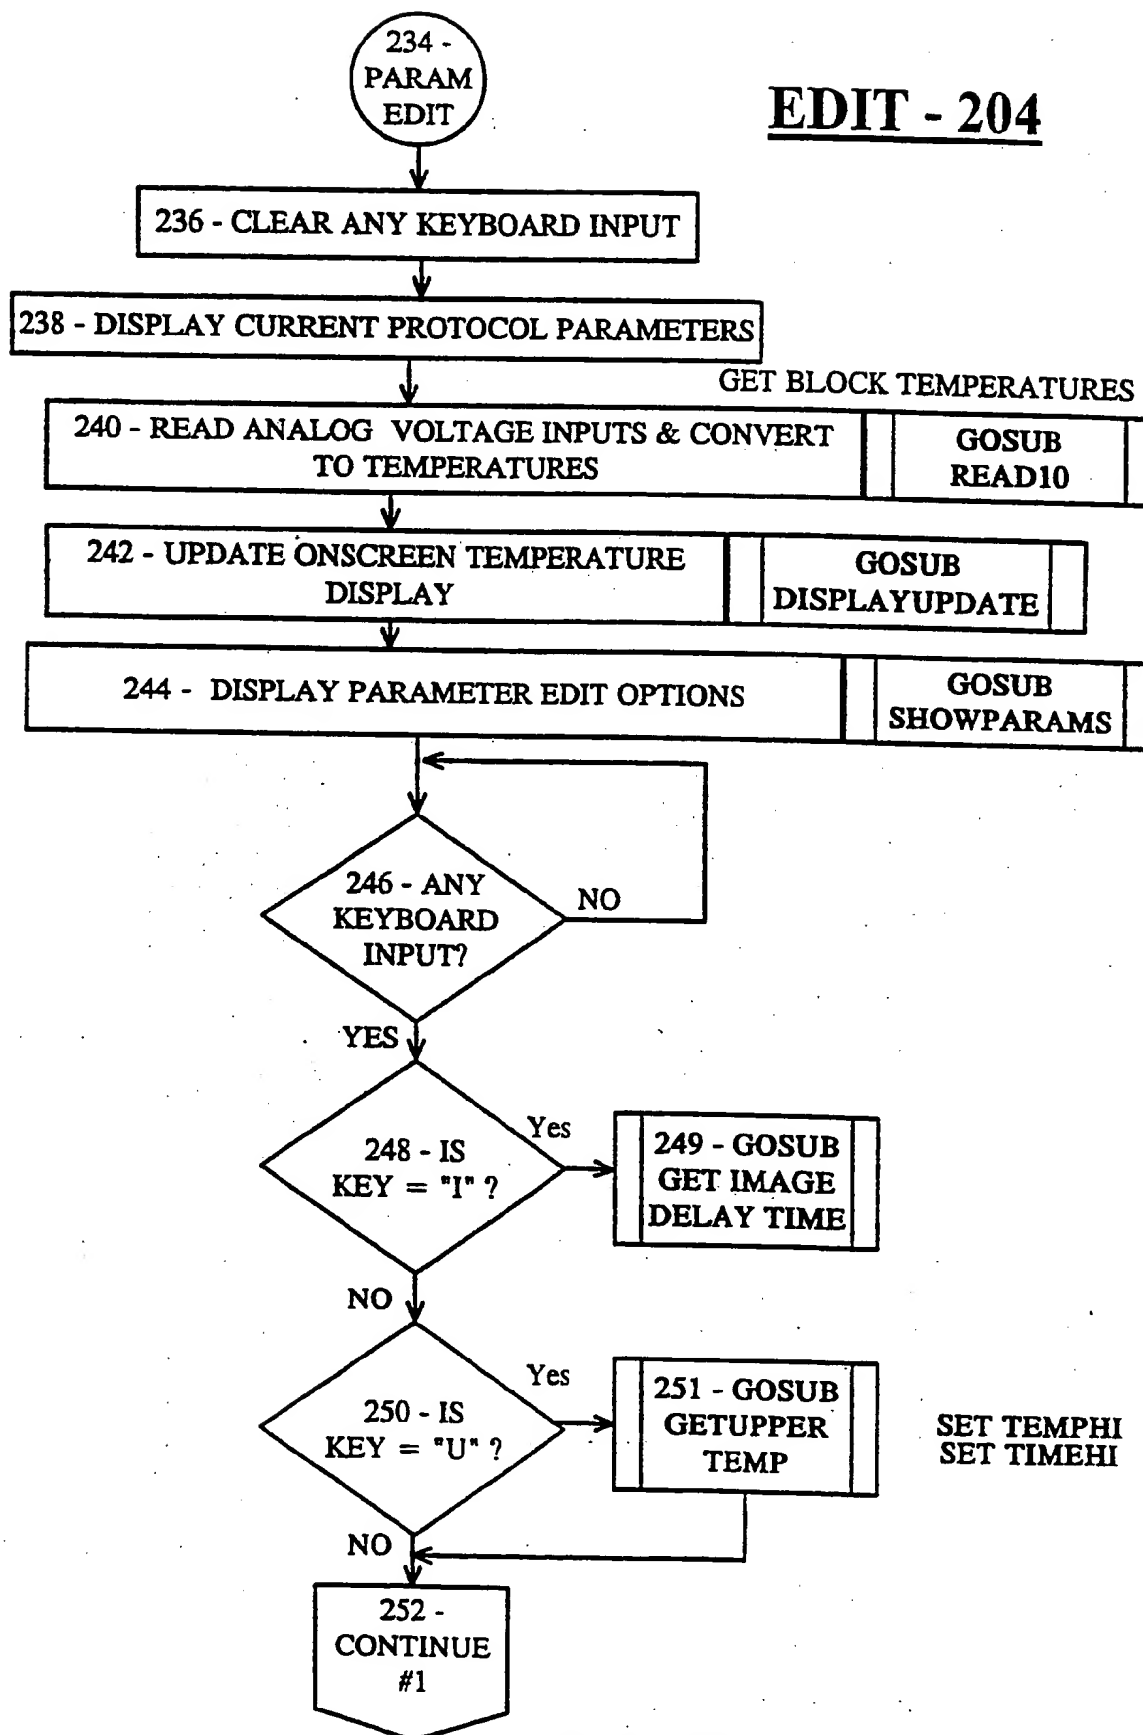 234 -
PARAM
EDIT
EDIT - 204
236 - CLEAR ANY KEYBOARD INPUT
238 - DISPLAY CURRENT PROTOCOL PARAMETERS
GET BLOCK TEMPERATURES
240 - READ ANALOG VOLTAGE INPUTS & CONVERT
TO TEMPERATURES
GOSUB
READ10
242 - UPDATE ONSCREEN TEMPERATURE
DISPLAY
GOSUB
DISPLAYUPDATE
244 - DISPLAY PARAMETER EDIT OPTIONS
GOSUB
SHOWPARAMS
246 - ANY
KEYBOARD
INPUT?
NO
YES
248 - IS
KEY = "I" ?
Yes
249 - GOSUB
GET IMAGE
DELAY TIME
NO
250 - IS
KEY = "U" ?
Yes
251 - GOSUB
GETUPPER
TEMP
SET TEMPHI
SET TIMEHI
NO
252 -
CONTINUE
#1